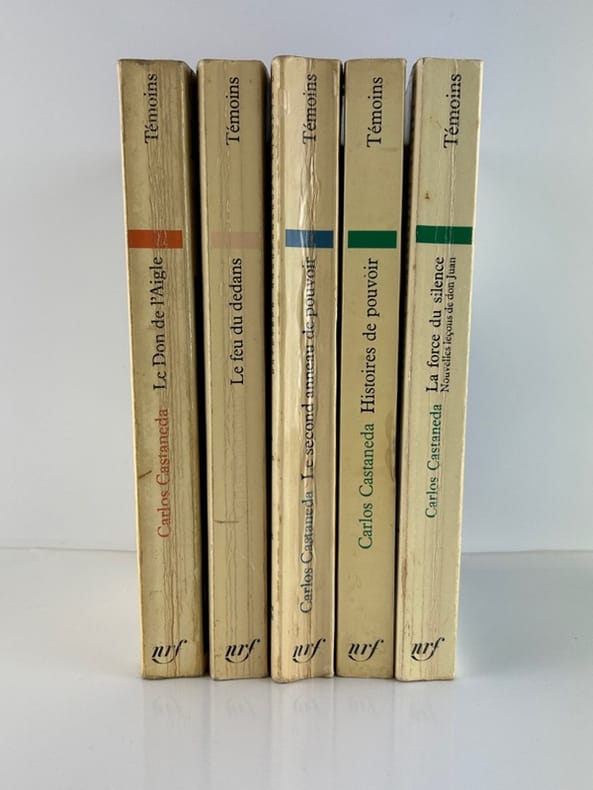 Carlos Castaneda Le Don de l'Aigle Témoins
nrf
Le feu du dedans Témoins
nrf
Carlos Castaneda Le second anneau de pouvoir Témoins
nrf
Carlos Castaneda Histoires de pouvoir Témoins
nrf
Carlos Castaneda La force du silence Témoins
Nouvelles leçons de don Juan
nrf